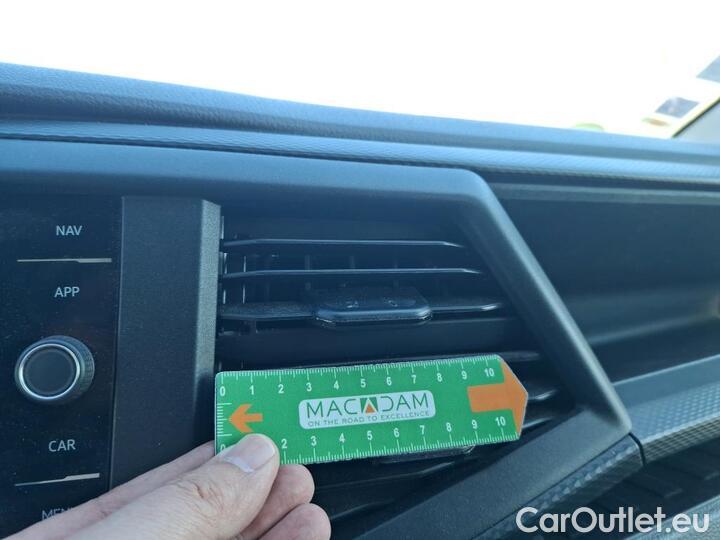 NAV
APP
CAR
MENU
0 1 2 3 4 5 6 7 8 9 10
MACADAM
ON THE ROAD TO EXCELLENCE
0 2 3 4 5 6 7 8 9 10
CarOutlet.eu